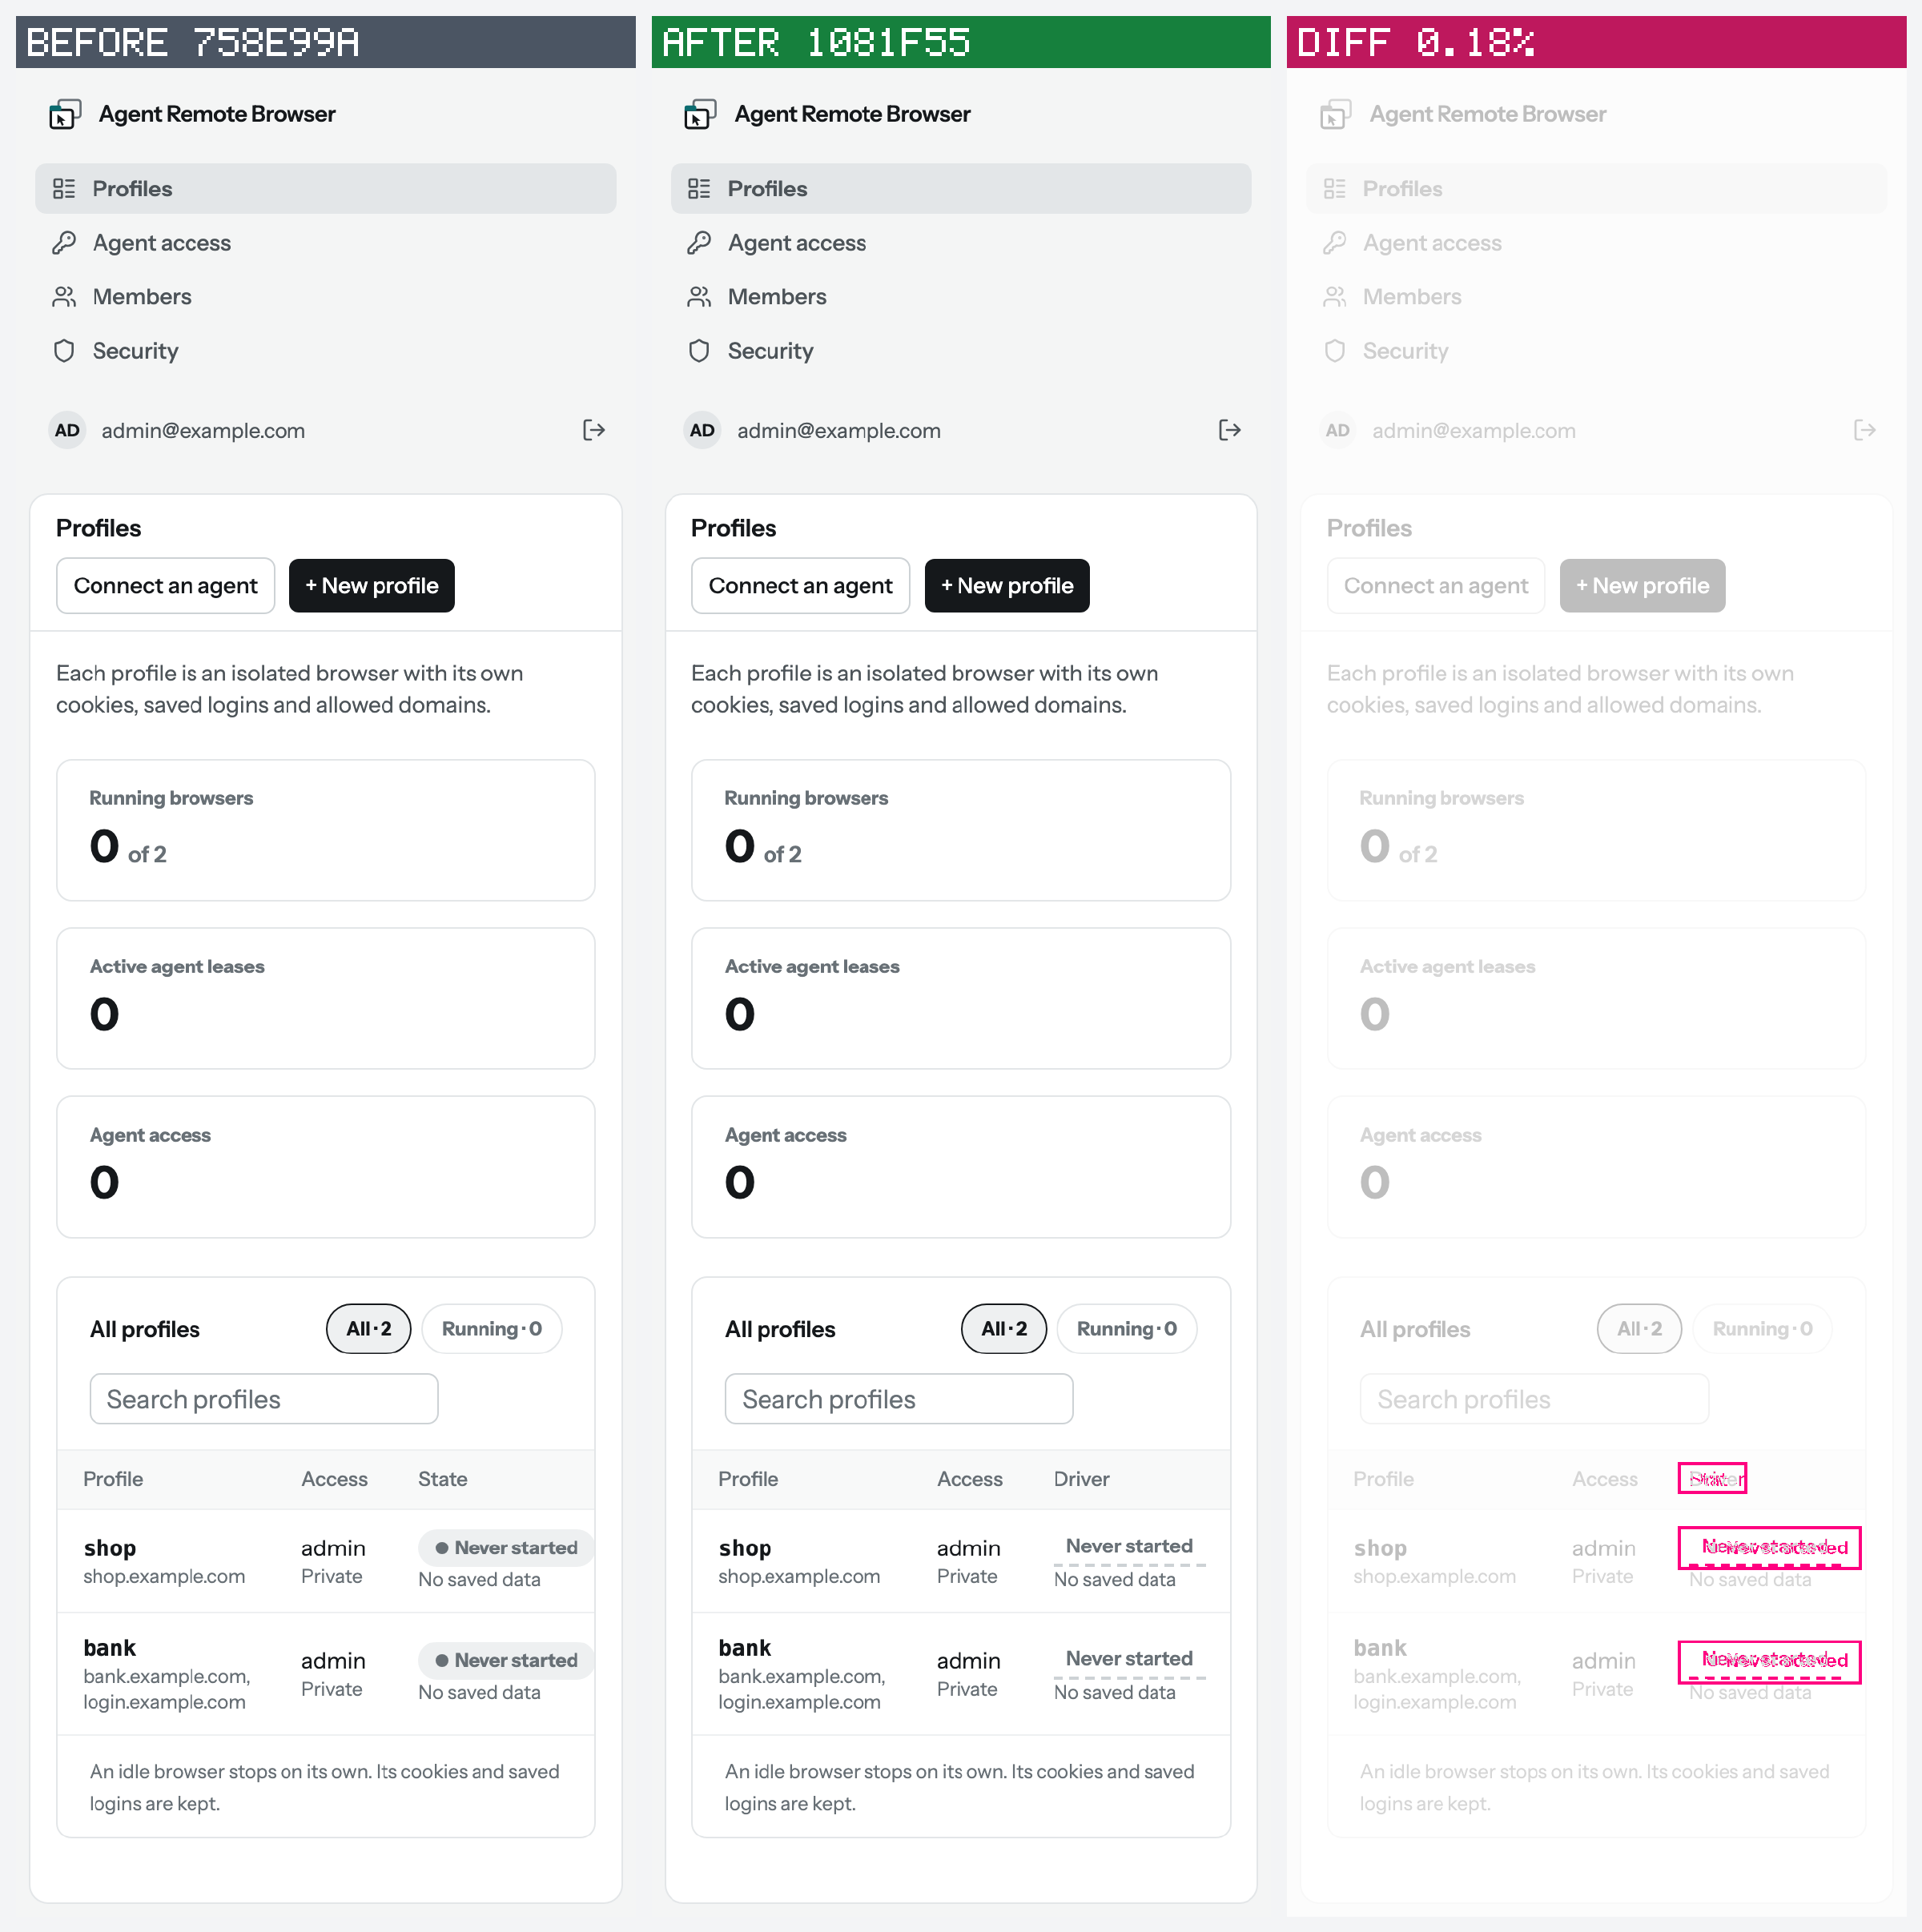 BEFORE 758E99A
Agent Remote Browser
Profiles
Agent access
Members
Security
AD admin@example.com
Profiles
Connect an agent + New profile
Each profile is an isolated browser with its own
cookies, saved logins and allowed domains.
Running browsers
0 of 2
Active agent leases
0
Agent access
0
All profiles All · 2 Running · 0
Search profiles
Profile Access State
shop admin Never started
shop.example.com Private No saved data
bank admin Never started
bank.example.com, Private No saved data
login.example.com
An idle browser stops on its own. Its cookies and saved
logins are kept.
AFTER 1081F55
Agent Remote Browser
Profiles
Agent access
Members
Security
AD admin@example.com
Profiles
Connect an agent + New profile
Each profile is an isolated browser with its own
cookies, saved logins and allowed domains.
Running browsers
0 of 2
Active agent leases
0
Agent access
0
All profiles All · 2 Running · 0
Search profiles
Profile Access Driver
shop admin Never started
shop.example.com Private No saved data
bank admin Never started
bank.example.com, Private No saved data
login.example.com
An idle browser stops on its own. Its cookies and saved
logins are kept.
DIFF 0.18%
Agent Remote Browser
Profiles
Agent access
Members
Security
AD admin@example.com
Profiles
Connect an agent + New profile
Each profile is an isolated browser with its own
cookies, saved logins and allowed domains.
Running browsers
0 of 2
Active agent leases
0
Agent access
0
All profiles All · 2 Running · 0
Search profiles
Profile Access
shop admin
shop.example.com Private No saved data
bank admin
bank.example.com, Private No saved data
login.example.com
An idle browser stops on its own. Its cookies and saved
logins are kept.